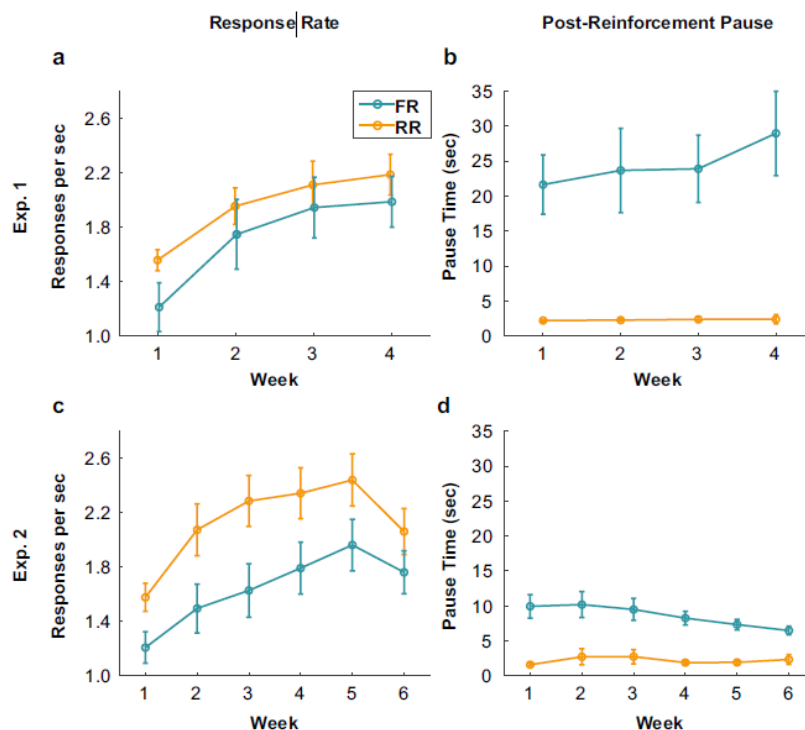 Response Rate
Post-Reinforcement Pause
a
b
Exp. 1
Responses per sec
2.6
2.2
1.8
1.4
1.0
FR
RR
1
2
3
4
Week
Pause Time (sec)
35
30
25
20
15
10
5
0
1
2
3
4
Week
c
d
Exp. 2
Responses per sec
2.6
2.2
1.8
1.4
1.0
1
2
3
4
5
6
Week
Pause Time (sec)
35
30
25
20
15
10
5
0
1
2
3
4
5
6
Week